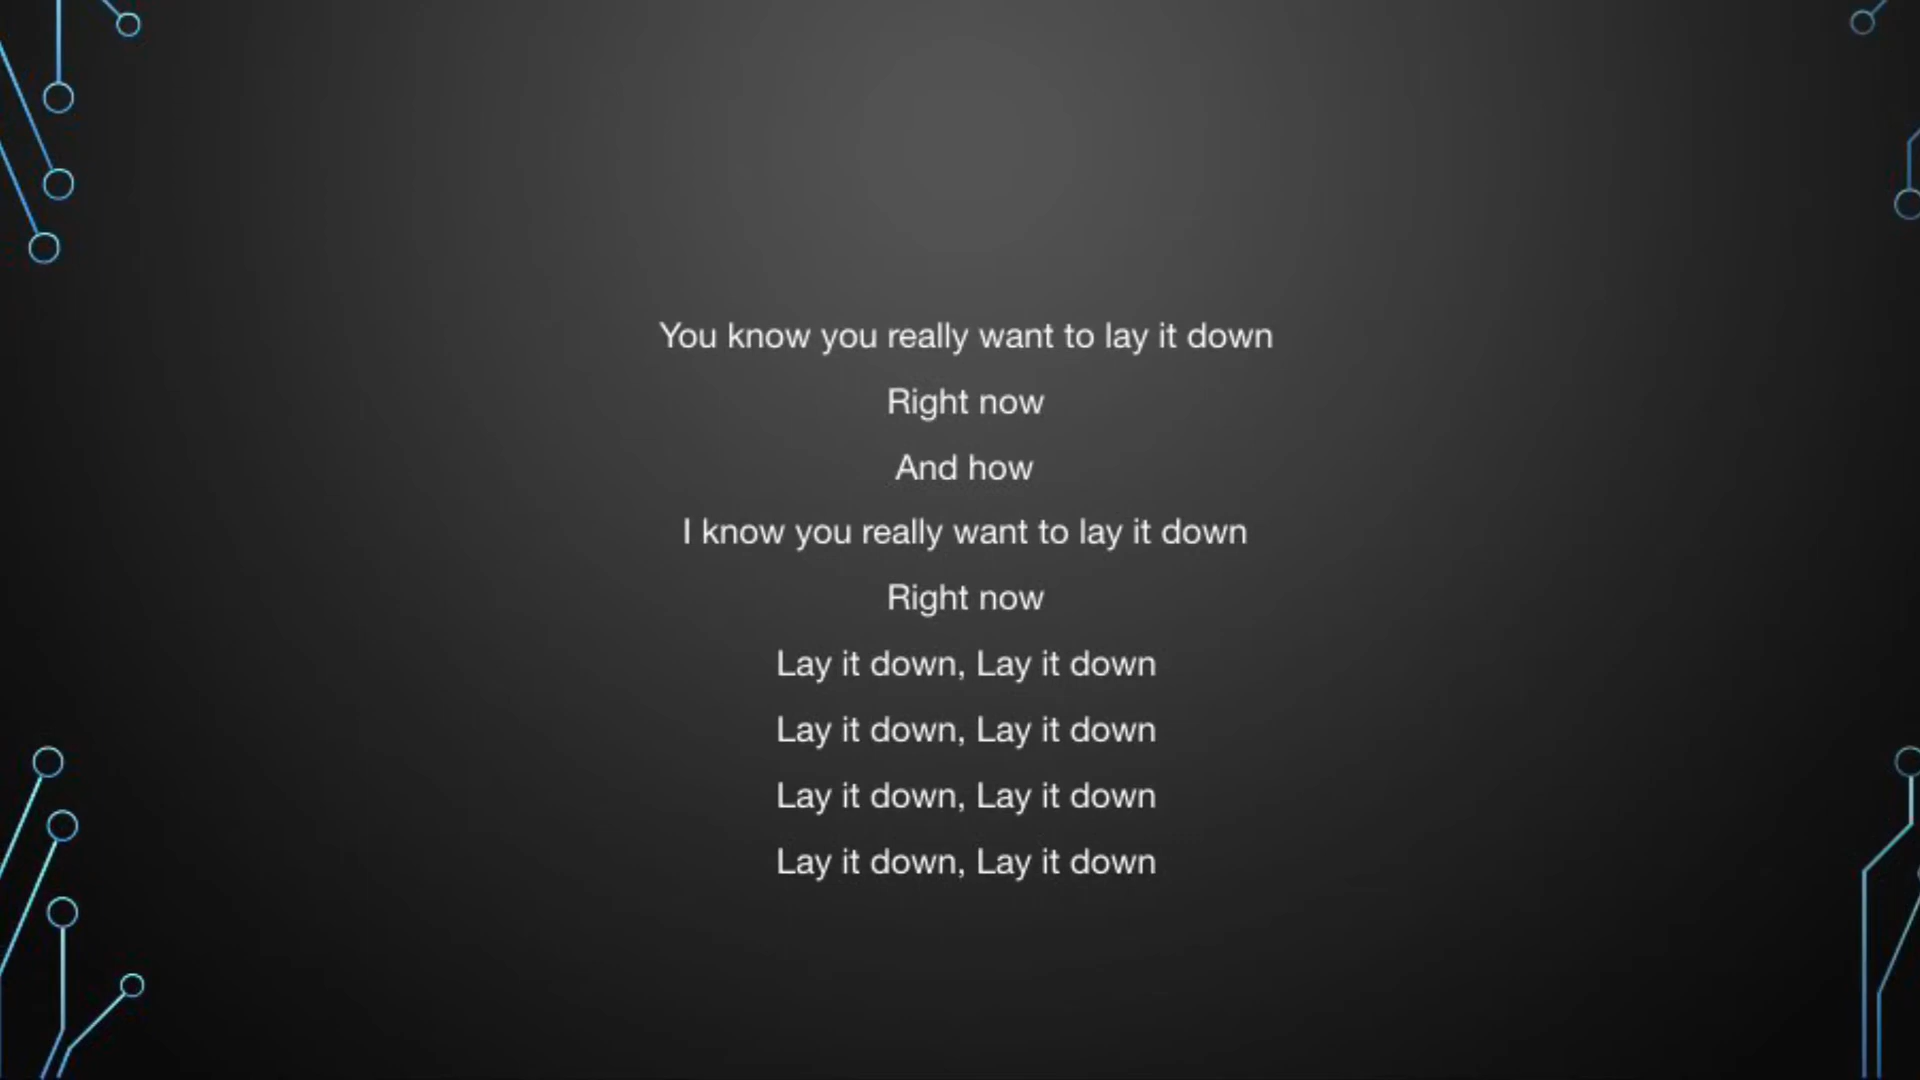 You know you really want to lay it down
Right now
And how
I know you really want to lay it down
Right now
Lay it down, Lay it down
Lay it down, Lay it down
Lay it down, Lay it down
Lay it down, Lay it down